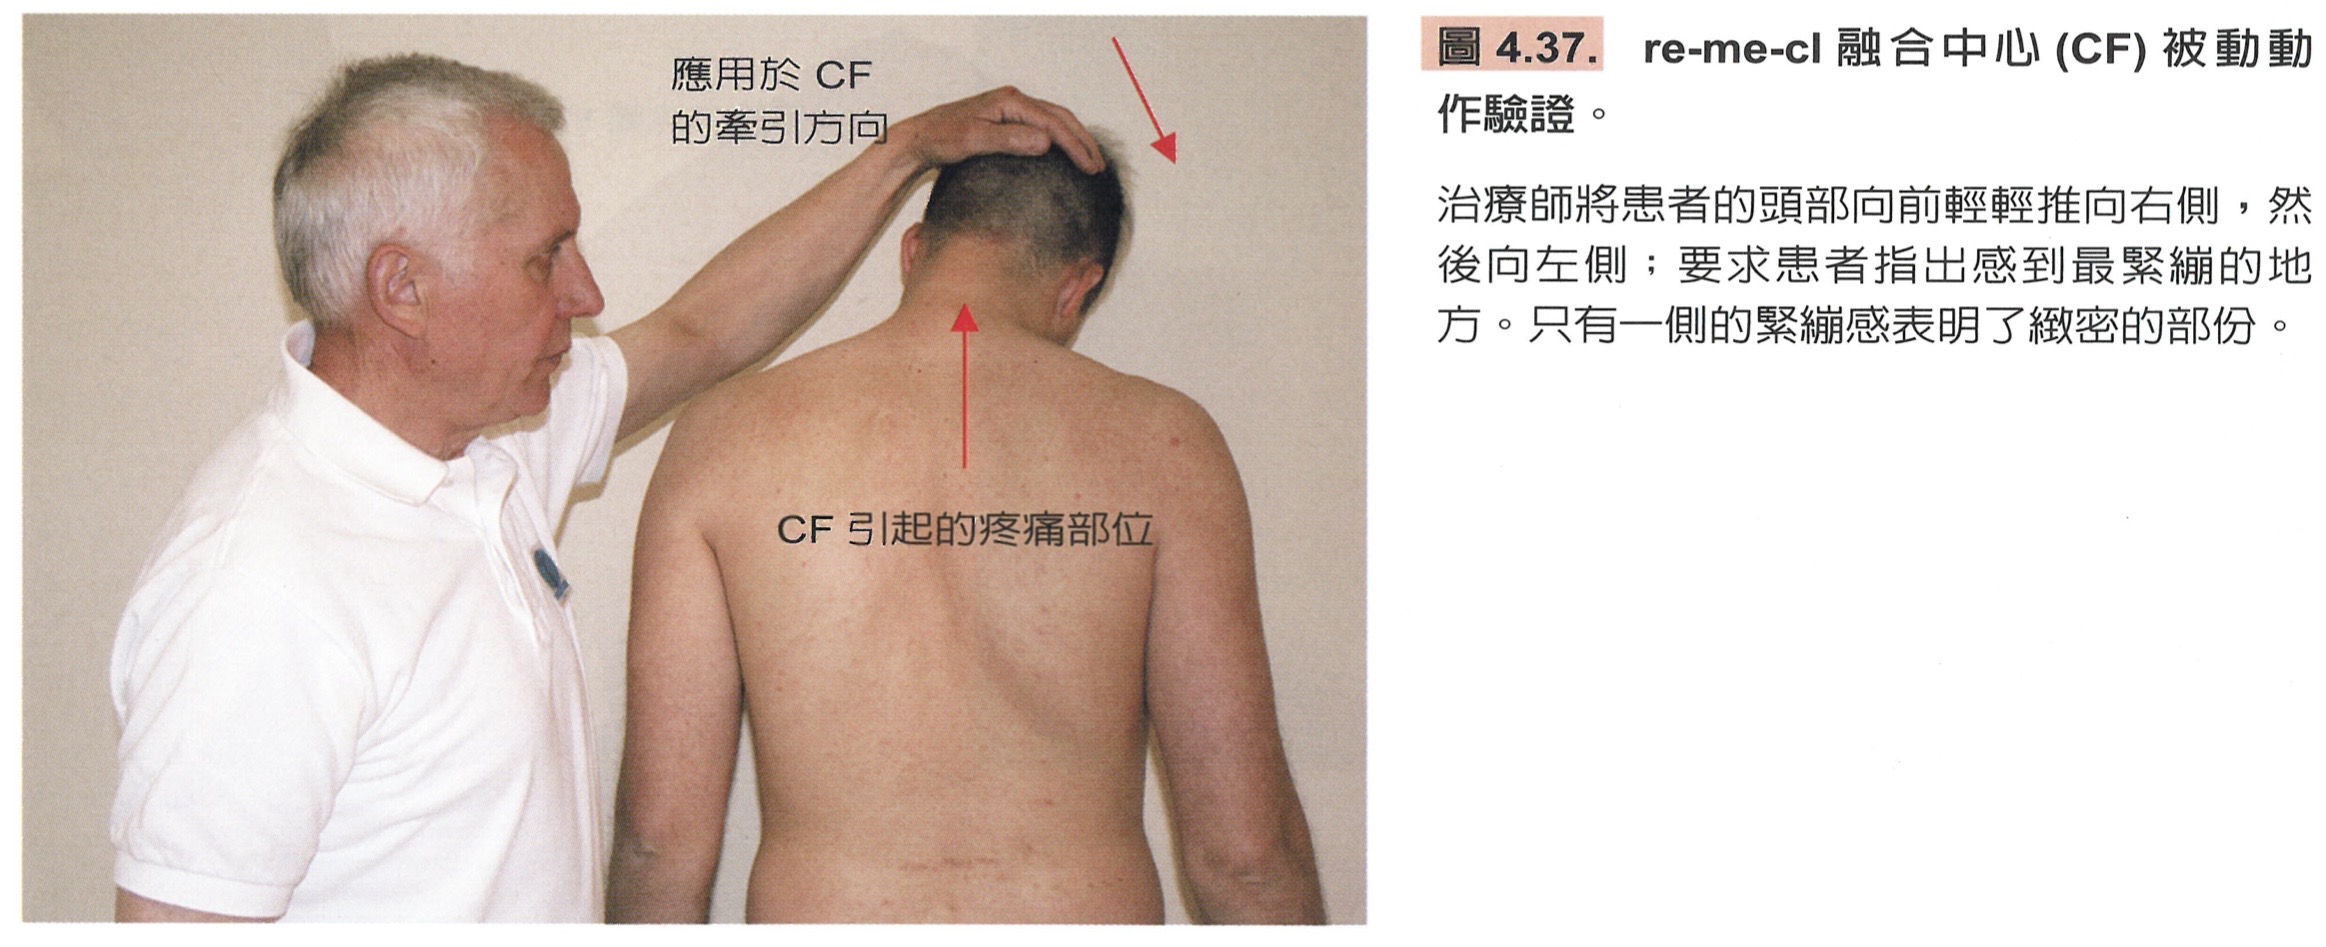 應用於 CF
的牽引方向
CF 引起的疼痛部位
圖 4.37. re-me-cl 融合中心 (CF) 被動動
作驗證。
治療師將患者的頭部向前輕輕推向右側，然
後向左側；要求患者指出感到最緊繃的地
方。只有一側的緊繃感表明了緻密的部份。